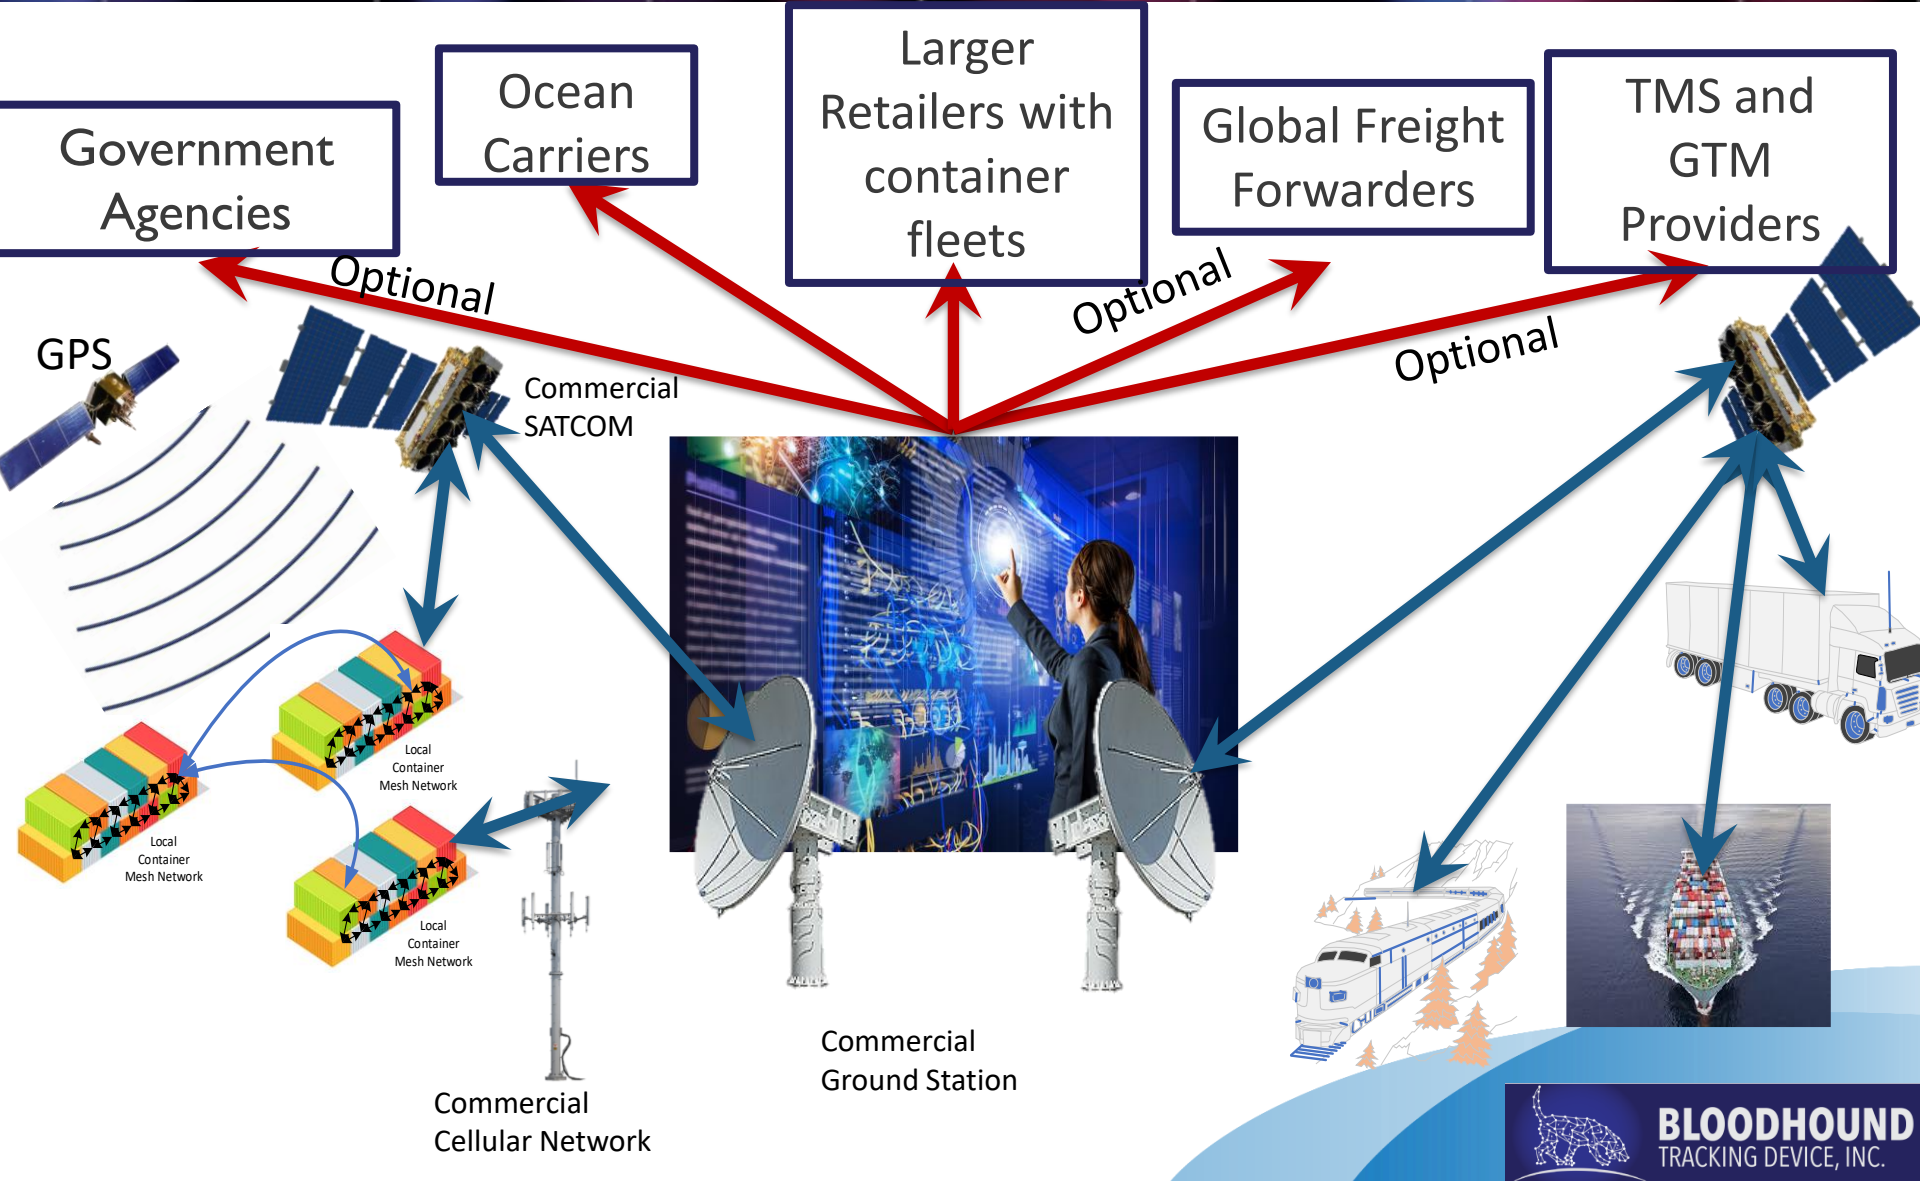 Government
Agencies
Ocean
Carriers
Larger
Retailers with
container
fleets
Global Freight
Forwarders
TMS and
GTM
Providers
Optional
Optional
Optional
GPS
Commercial
SATCOM
Local
Container
Mesh Network
Local
Container
Mesh Network
Local
Container
Mesh Network
Commercial
Ground Station
Commercial
Cellular Network
BLOODHOUND
TRACKING DEVICE, INC.